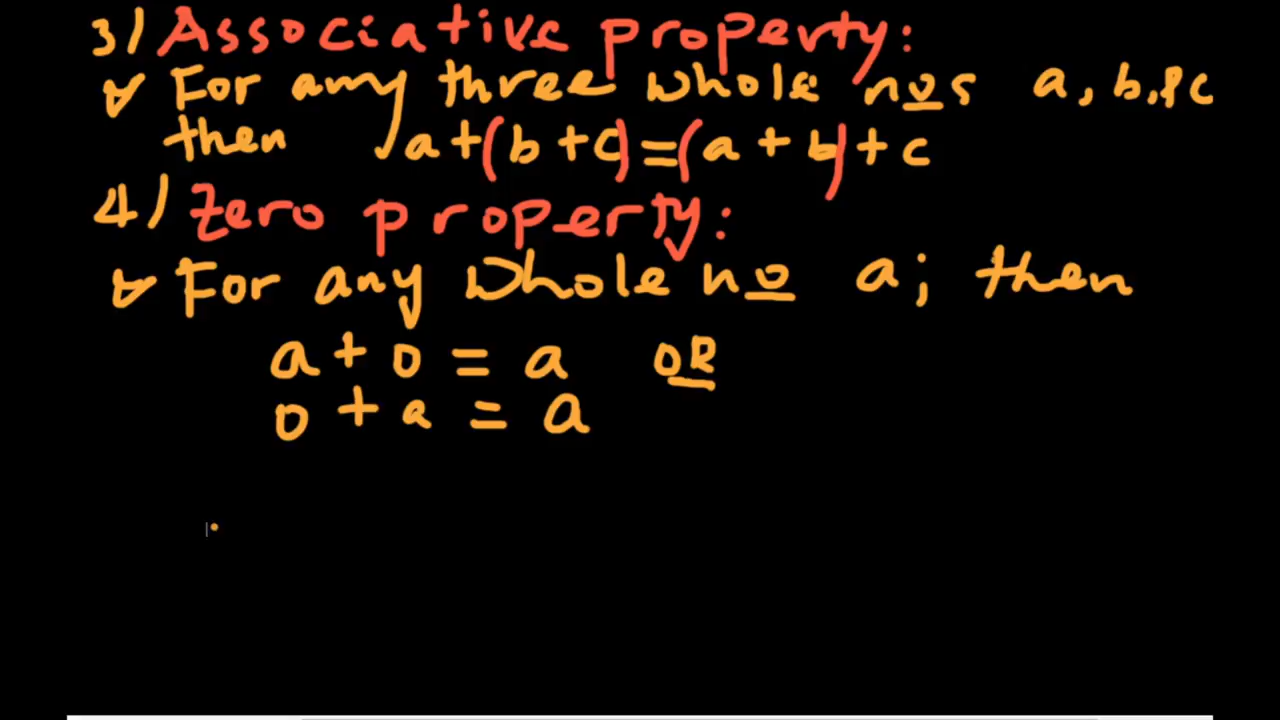 3) Associative property:
For any three whole nos a, b, & c
then a + (b + c) = (a + b) + c
4) Zero property:
For any whole no a; then
a + 0 = a OR
0 + a = a